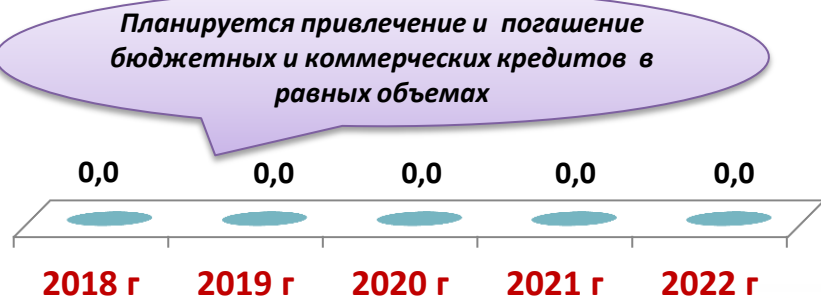 Планируется привлечение и погашение
бюджетных и коммерческих кредитов в
равных объемах
0,0 0,0 0,0 0,0 0,0
2018 г 2019 г 2020 г 2021 г 2022 г